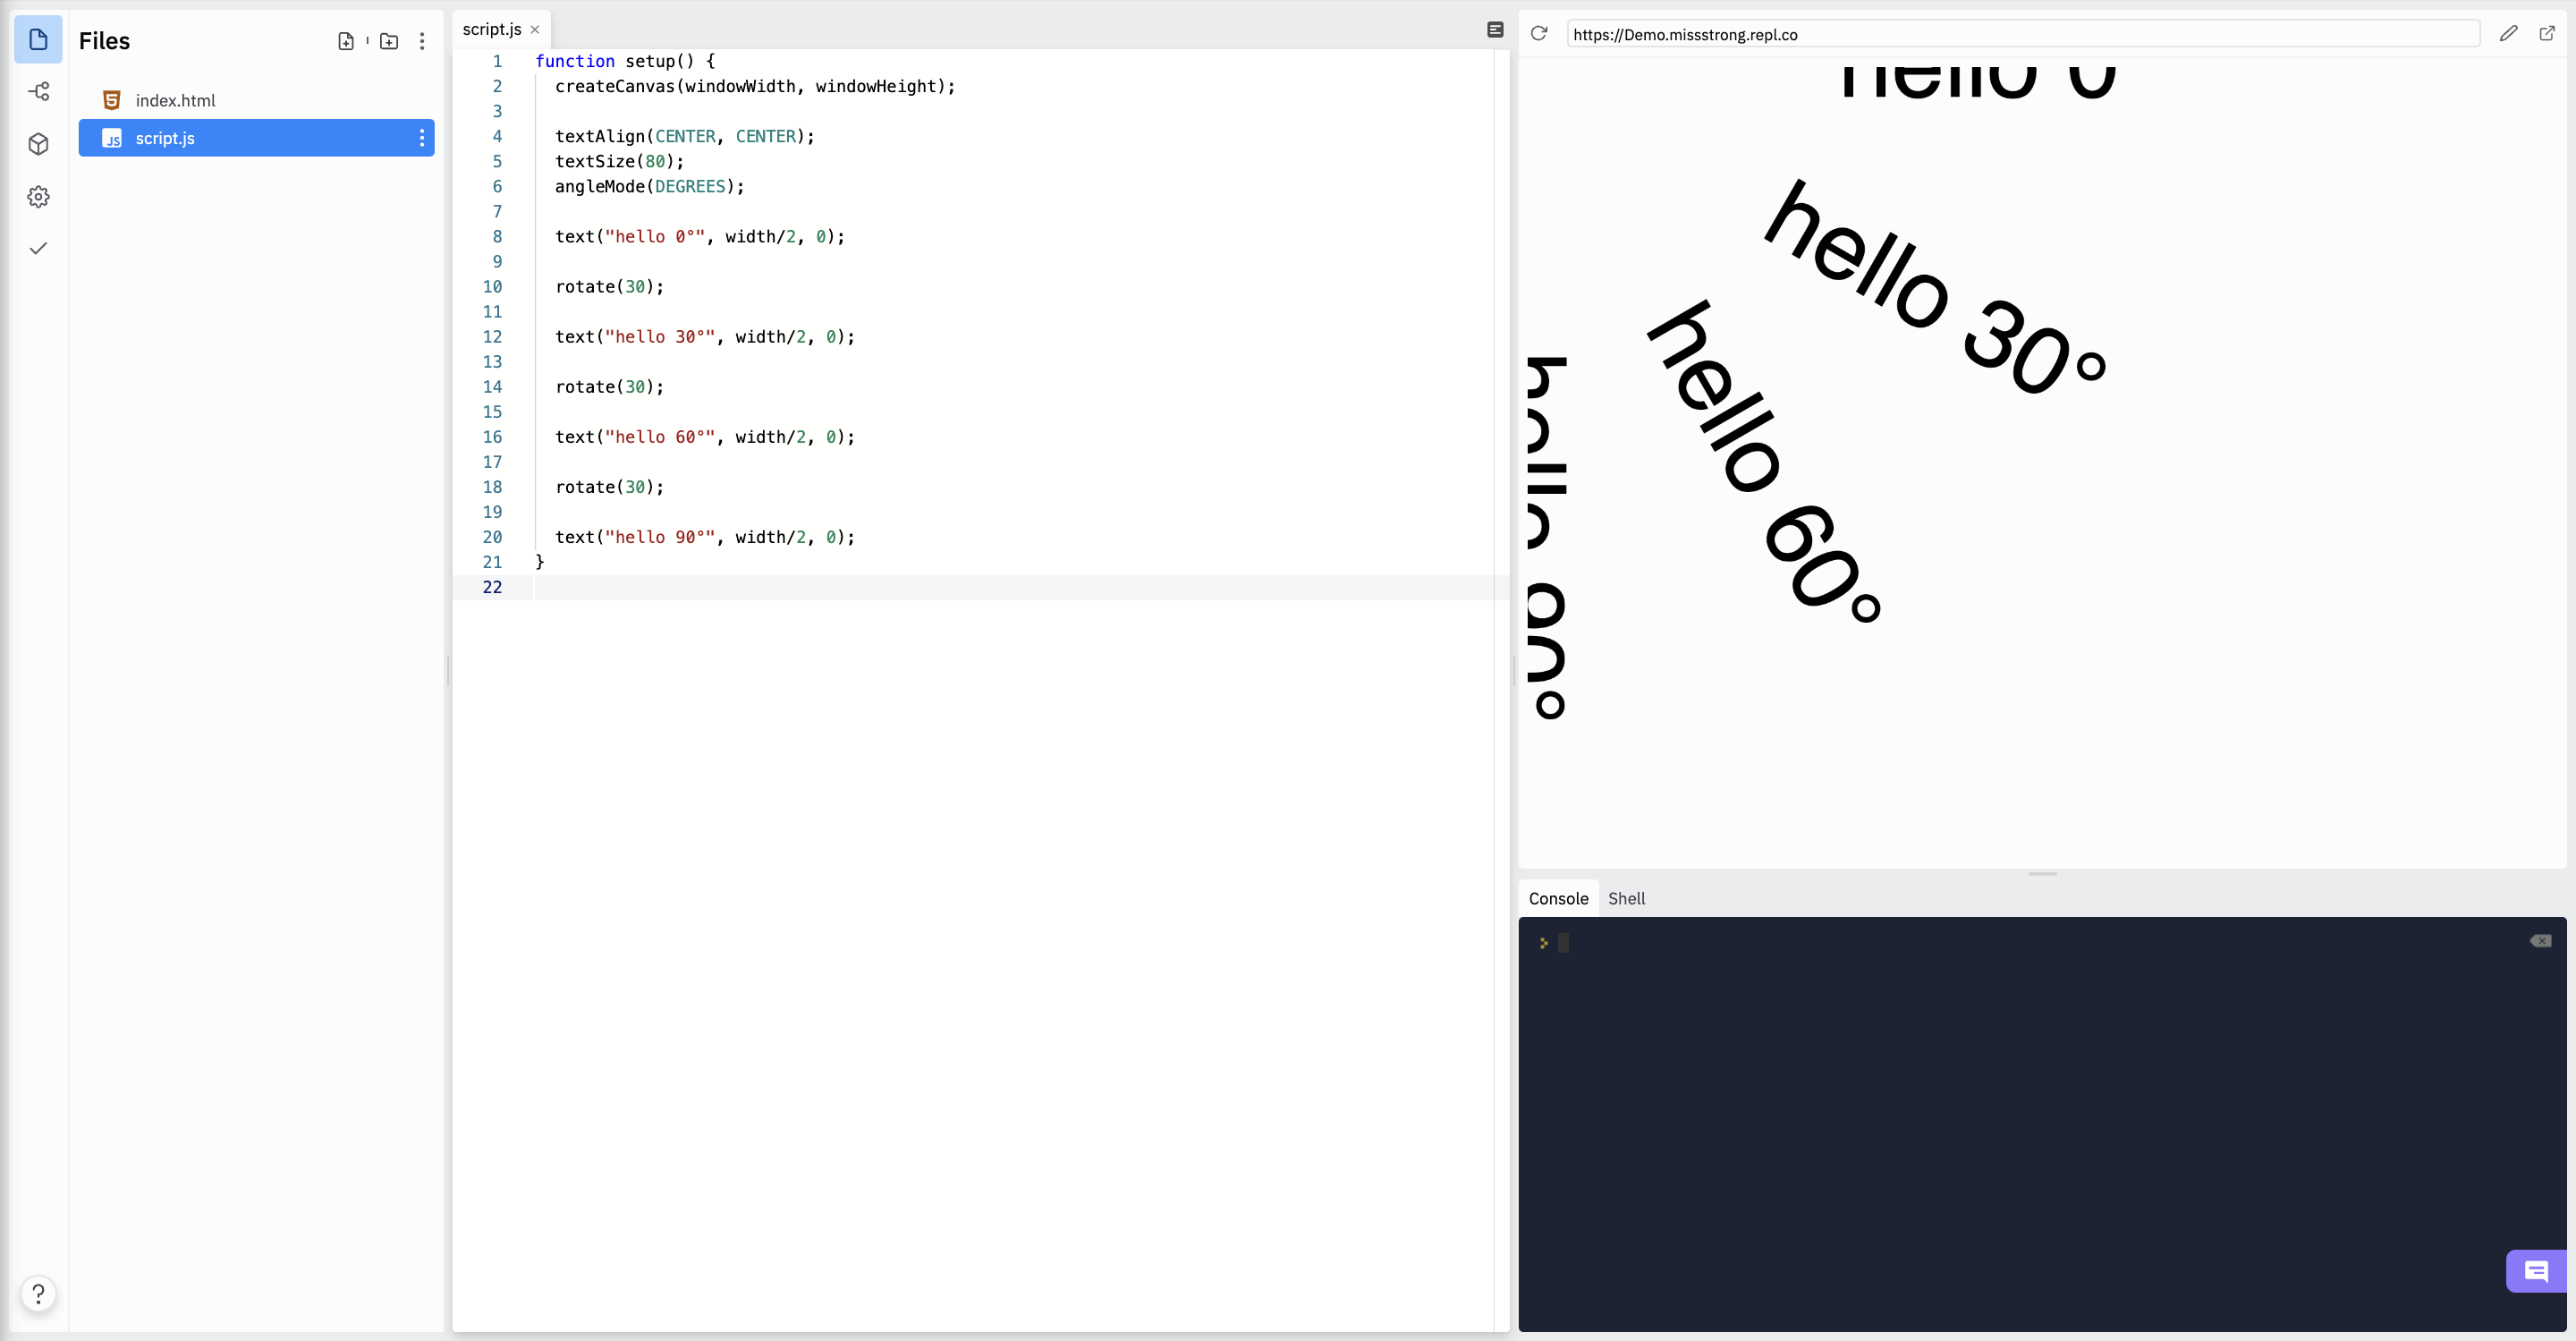 Files
index.html
script.js
script.js
1 function setup() {
2 createCanvas(windowWidth, windowHeight);
3
4 textAlign(CENTER, CENTER);
5 textSize(80);
6 angleMode(DEGREES);
7
8 text("hello 0°", width/2, 0);
9
10 rotate(30);
11
12 text("hello 30°", width/2, 0);
13
14 rotate(30);
15
16 text("hello 60°", width/2, 0);
17
18 rotate(30);
19
20 text("hello 90°", width/2, 0);
21 }
22
https://Demo.missstrong.repl.co
hello 0
hello 30°
hello 60°
hello 90°
Console Shell